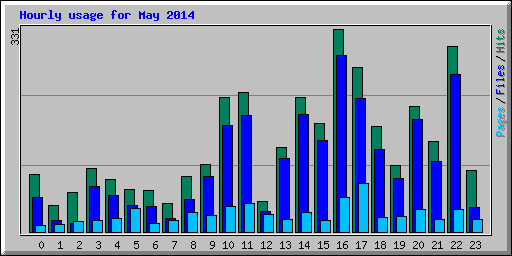 Hourly usage for May 2014
331
Pages / Files / Hits
0 1 2 3 4 5 6 7 8 9 10 11 12 13 14 15 16 17 18 19 20 21 22 23